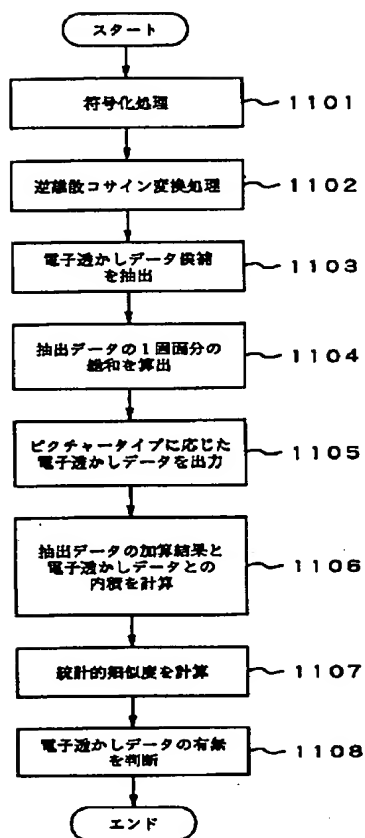 スタート
符号化処理
1101
逆離散コサイン変換処理
1102
電子透かしデータ候補
を抽出
1103
抽出データの1画面分の
総和を算出
1104
ピクチャータイプに応じた
電子透かしデータを出力
1105
抽出データの加算結果と
電子透かしデータとの
内積を計算
1106
統計的類似度を計算
1107
電子透かしデータの有無
を判断
1108
エンド